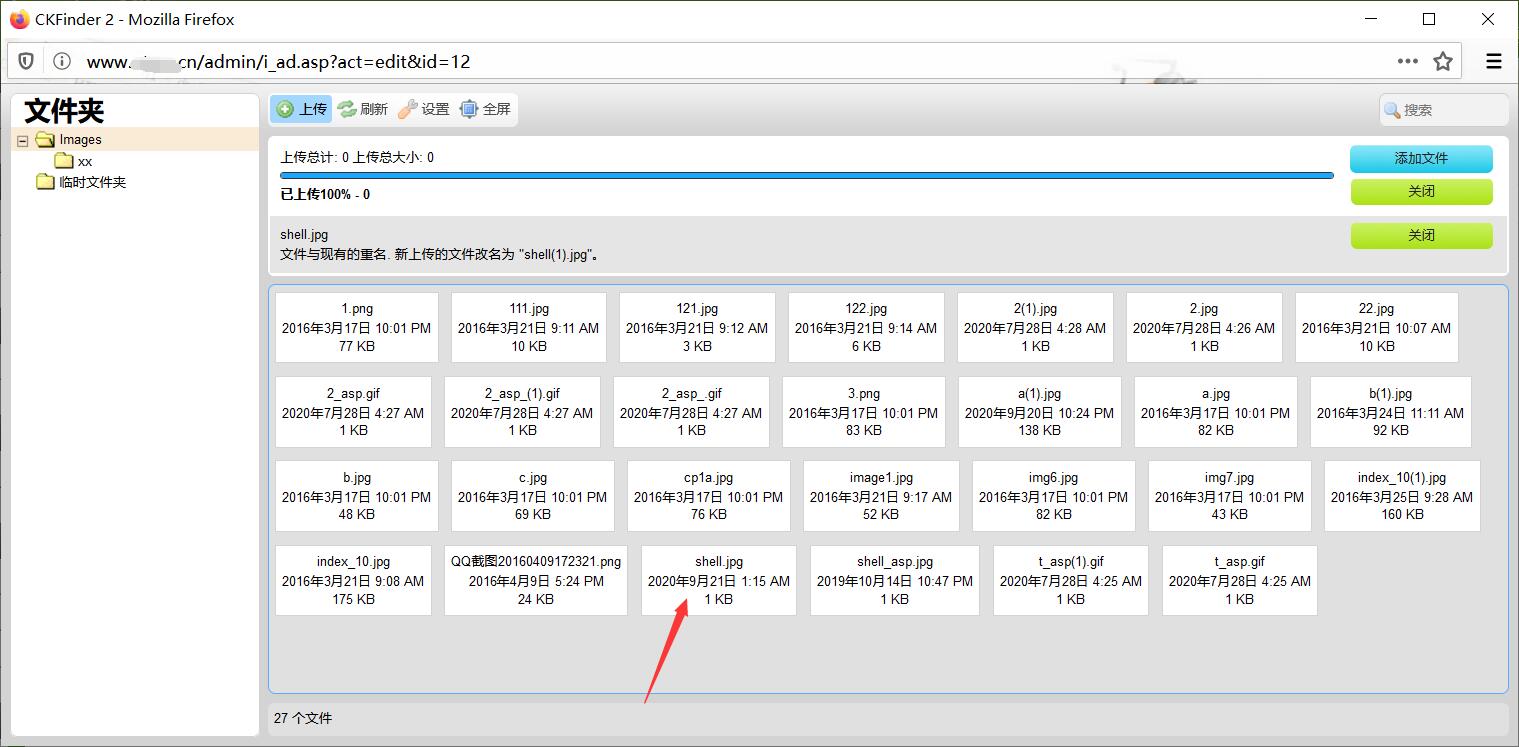 CKFinder 2 - Mozilla Firefox
www. cn/admin/i_ad.asp?act=edit&id=12
文件夹
Images
xx
临时文件夹
上传 刷新 设置 全屏
搜索
上传总计: 0 上传总大小: 0
添加文件
已上传100% - 0
关闭
shell.jpg
关闭
文件与现有的重名. 新上传的文件改名为 "shell(1).jpg"。
1.png 111.jpg 121.jpg 122.jpg 2(1).jpg 2.jpg 22.jpg
2016年3月17日 10:01 PM 2016年3月21日 9:11 AM 2016年3月21日 9:12 AM 2016年3月21日 9:14 AM 2020年7月28日 4:28 AM 2020年7月28日 4:26 AM 2016年3月21日 10:07 AM
77 KB 10 KB 3 KB 6 KB 1 KB 1 KB 10 KB
2_asp.gif 2_asp_(1).gif 2_asp_.gif 3.png a(1).jpg a.jpg b(1).jpg
2020年7月28日 4:27 AM 2020年7月28日 4:27 AM 2020年7月28日 4:27 AM 2016年3月17日 10:01 PM 2020年9月20日 10:24 PM 2016年3月17日 10:01 PM 2016年3月24日 11:11 AM
1 KB 1 KB 1 KB 83 KB 138 KB 82 KB 92 KB
b.jpg c.jpg cp1a.jpg image1.jpg img6.jpg img7.jpg index_10(1).jpg
2016年3月17日 10:01 PM 2016年3月17日 10:01 PM 2016年3月17日 10:01 PM 2016年3月21日 9:17 AM 2016年3月17日 10:01 PM 2016年3月17日 10:01 PM 2016年3月25日 9:28 AM
48 KB 69 KB 76 KB 52 KB 82 KB 43 KB 160 KB
index_10.jpg QQ截图20160409172321.png shell.jpg shell_asp.jpg t_asp(1).gif t_asp.gif
2016年3月21日 9:08 AM 2016年4月9日 5:24 PM 2020年9月21日 1:15 AM 2019年10月14日 10:47 PM 2020年7月28日 4:25 AM 2020年7月28日 4:25 AM
175 KB 24 KB 1 KB 1 KB 1 KB 1 KB
27 个文件